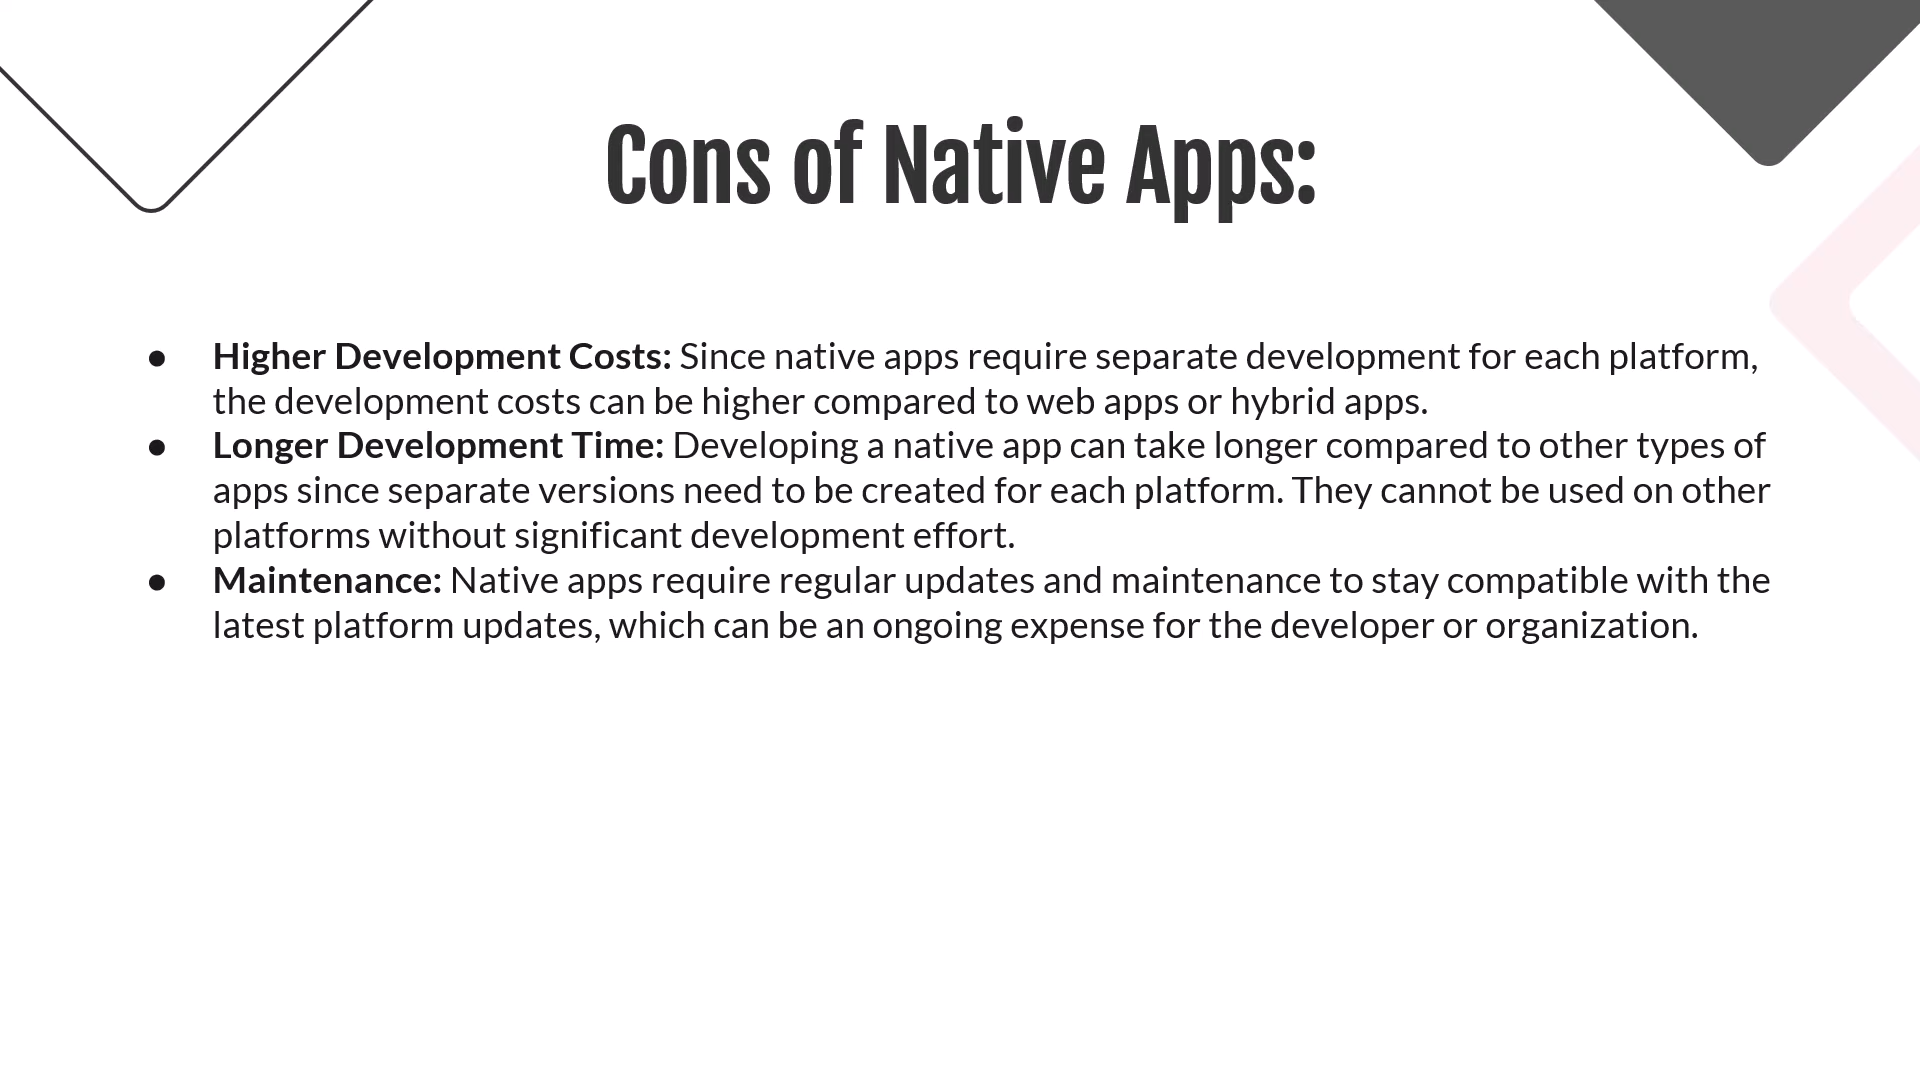 Cons of Native Apps:
● Higher Development Costs: Since native apps require separate development for each platform,
the development costs can be higher compared to web apps or hybrid apps.
● Longer Development Time: Developing a native app can take longer compared to other types of
apps since separate versions need to be created for each platform. They cannot be used on other
platforms without significant development effort.
● Maintenance: Native apps require regular updates and maintenance to stay compatible with the
latest platform updates, which can be an ongoing expense for the developer or organization.